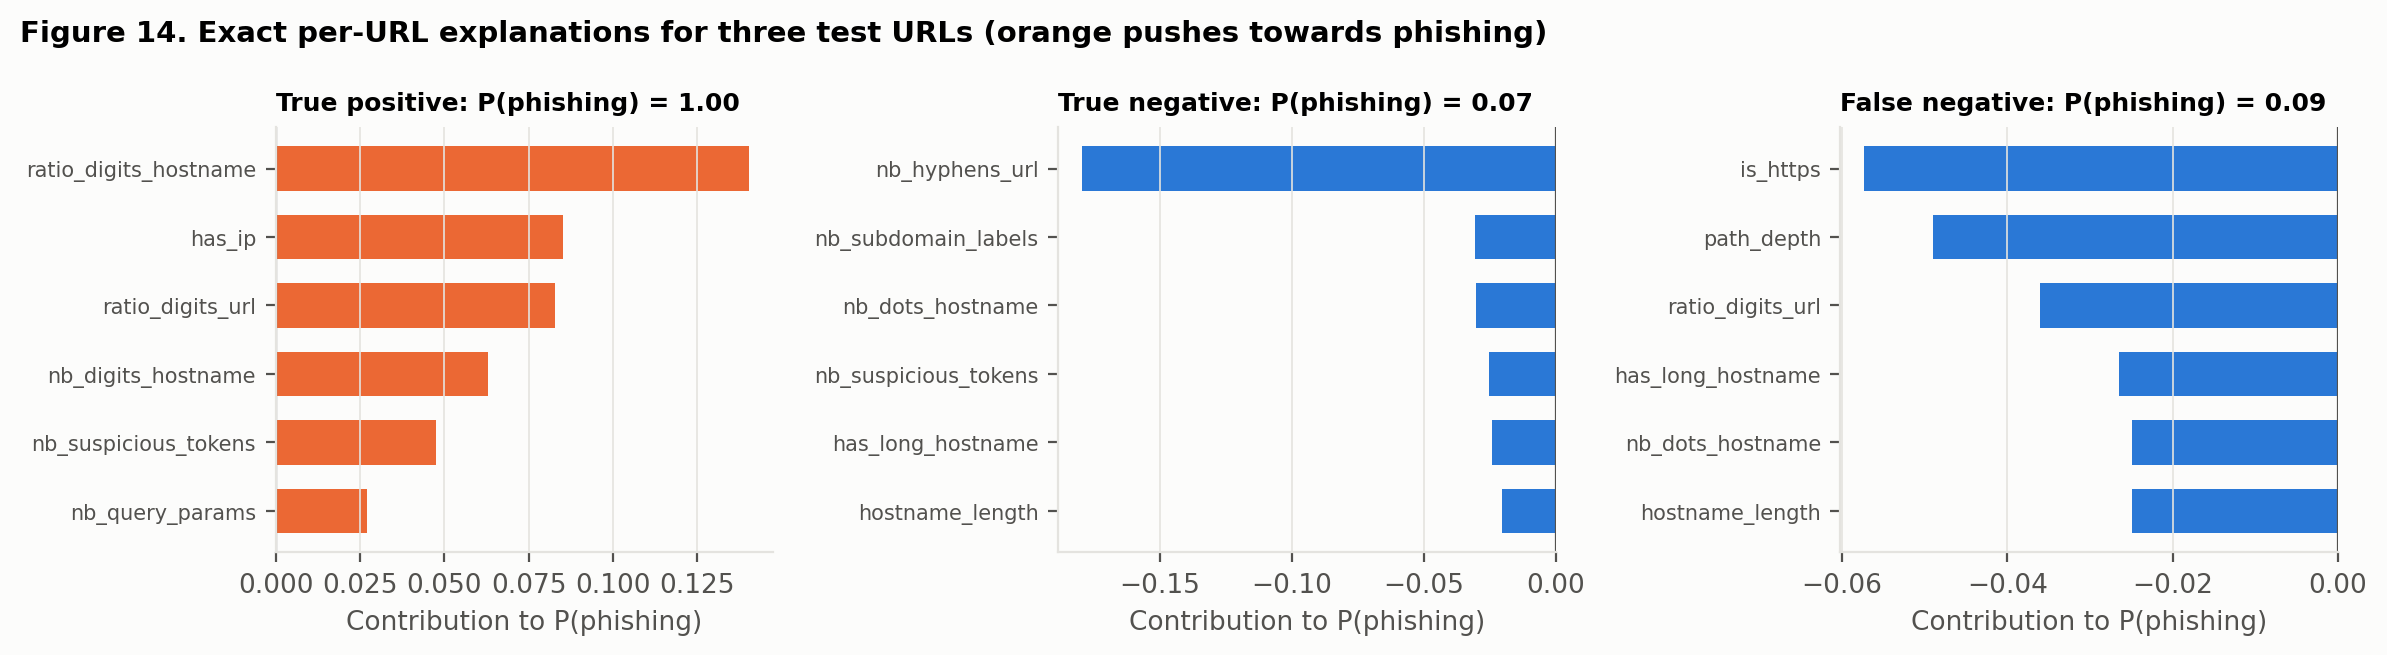 Figure 14. Exact per-URL explanations for three test URLs (orange pushes towards phishing)
True positive: P(phishing) = 1.00
ratio_digits_hostname
has_ip
ratio_digits_url
nb_digits_hostname
nb_suspicious_tokens
nb_query_params
0.000 0.025 0.050 0.075 0.100 0.125
Contribution to P(phishing)
True negative: P(phishing) = 0.07
nb_hyphens_url
nb_subdomain_labels
nb_dots_hostname
nb_suspicious_tokens
has_long_hostname
hostname_length
−0.15 −0.10 −0.05 0.00
Contribution to P(phishing)
False negative: P(phishing) = 0.09
is_https
path_depth
ratio_digits_url
has_long_hostname
nb_dots_hostname
hostname_length
−0.06 −0.04 −0.02 0.00
Contribution to P(phishing)